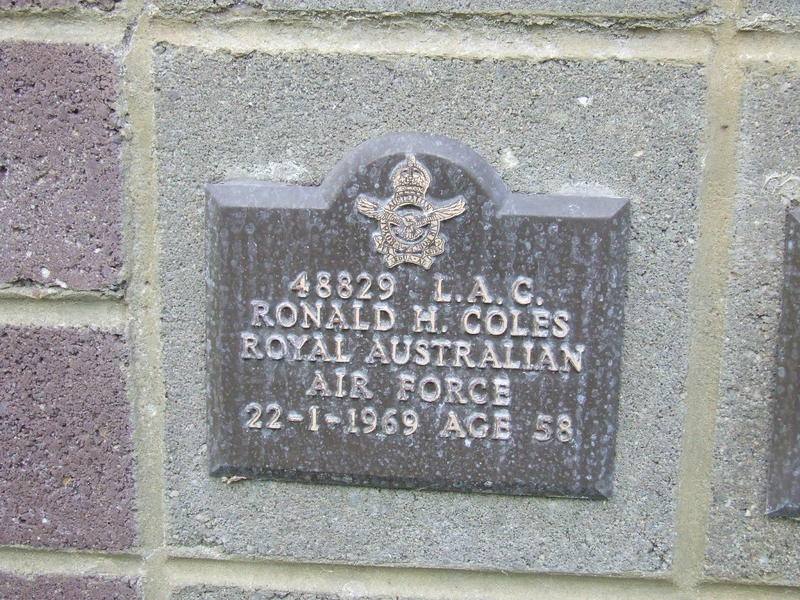 48829 L.A.C.
RONALD H. COLES
ROYAL AUSTRALIAN
AIR FORCE
22-1-1969 AGE 58